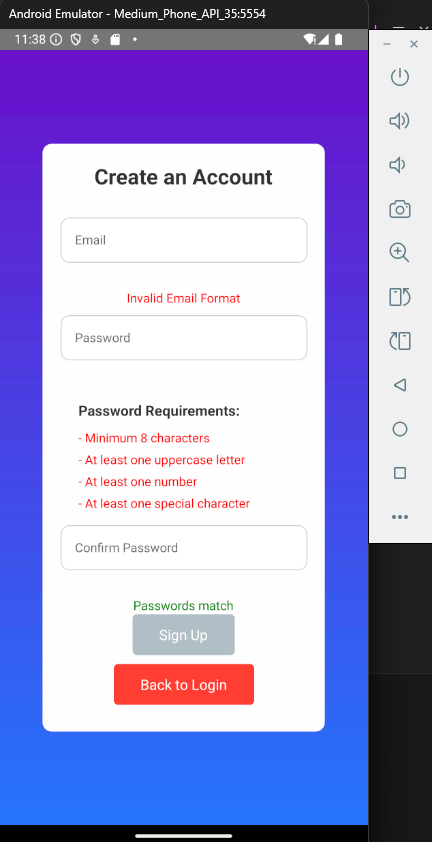 Android Emulator - Medium_Phone_API_35:5554
11:38
Create an Account
Email
Invalid Email Format
Password
Password Requirements:
- Minimum 8 characters
- At least one uppercase letter
- At least one number
- At least one special character
Confirm Password
Passwords match
Sign Up
Back to Login